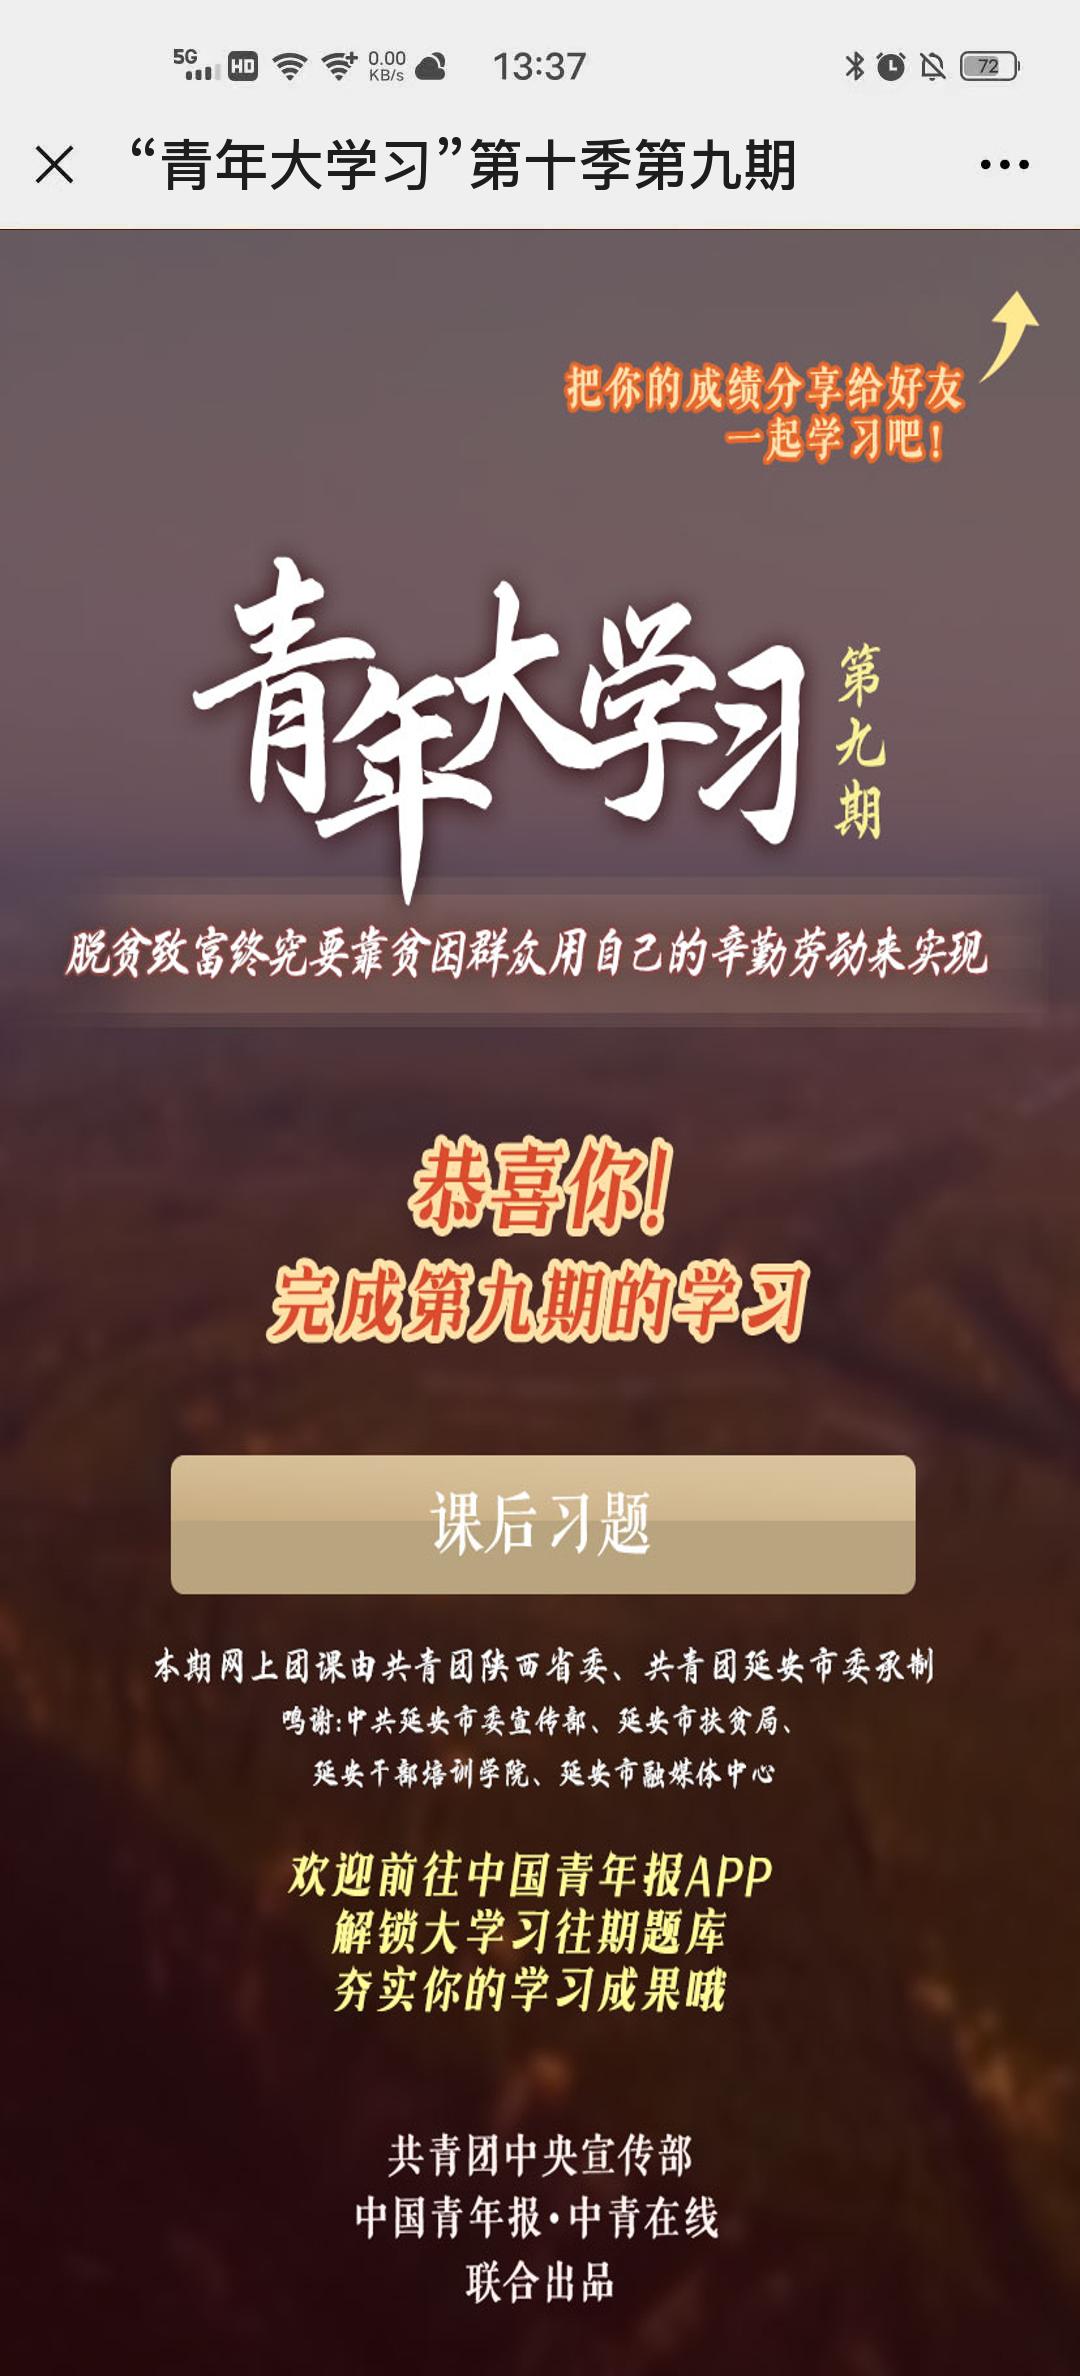 5G HD 0.00 KB/s 13:37 72
“青年大学习”第十季第九期
把你的成绩分享给好友
一起学习吧！
青年大学习
第九期
脱贫致富终究要靠贫困群众用自己的辛勤劳动来实现
恭喜你！
完成第九期的学习
课后习题
本期网上团课由共青团陕西省委、共青团延安市委承制
鸣谢:中共延安市委宣传部、延安市扶贫局、
延安干部培训学院、延安市融媒体中心
欢迎前往中国青年报APP
解锁大学习往期题库
夯实你的学习成果哦
共青团中央宣传部
中国青年报·中青在线
联合出品